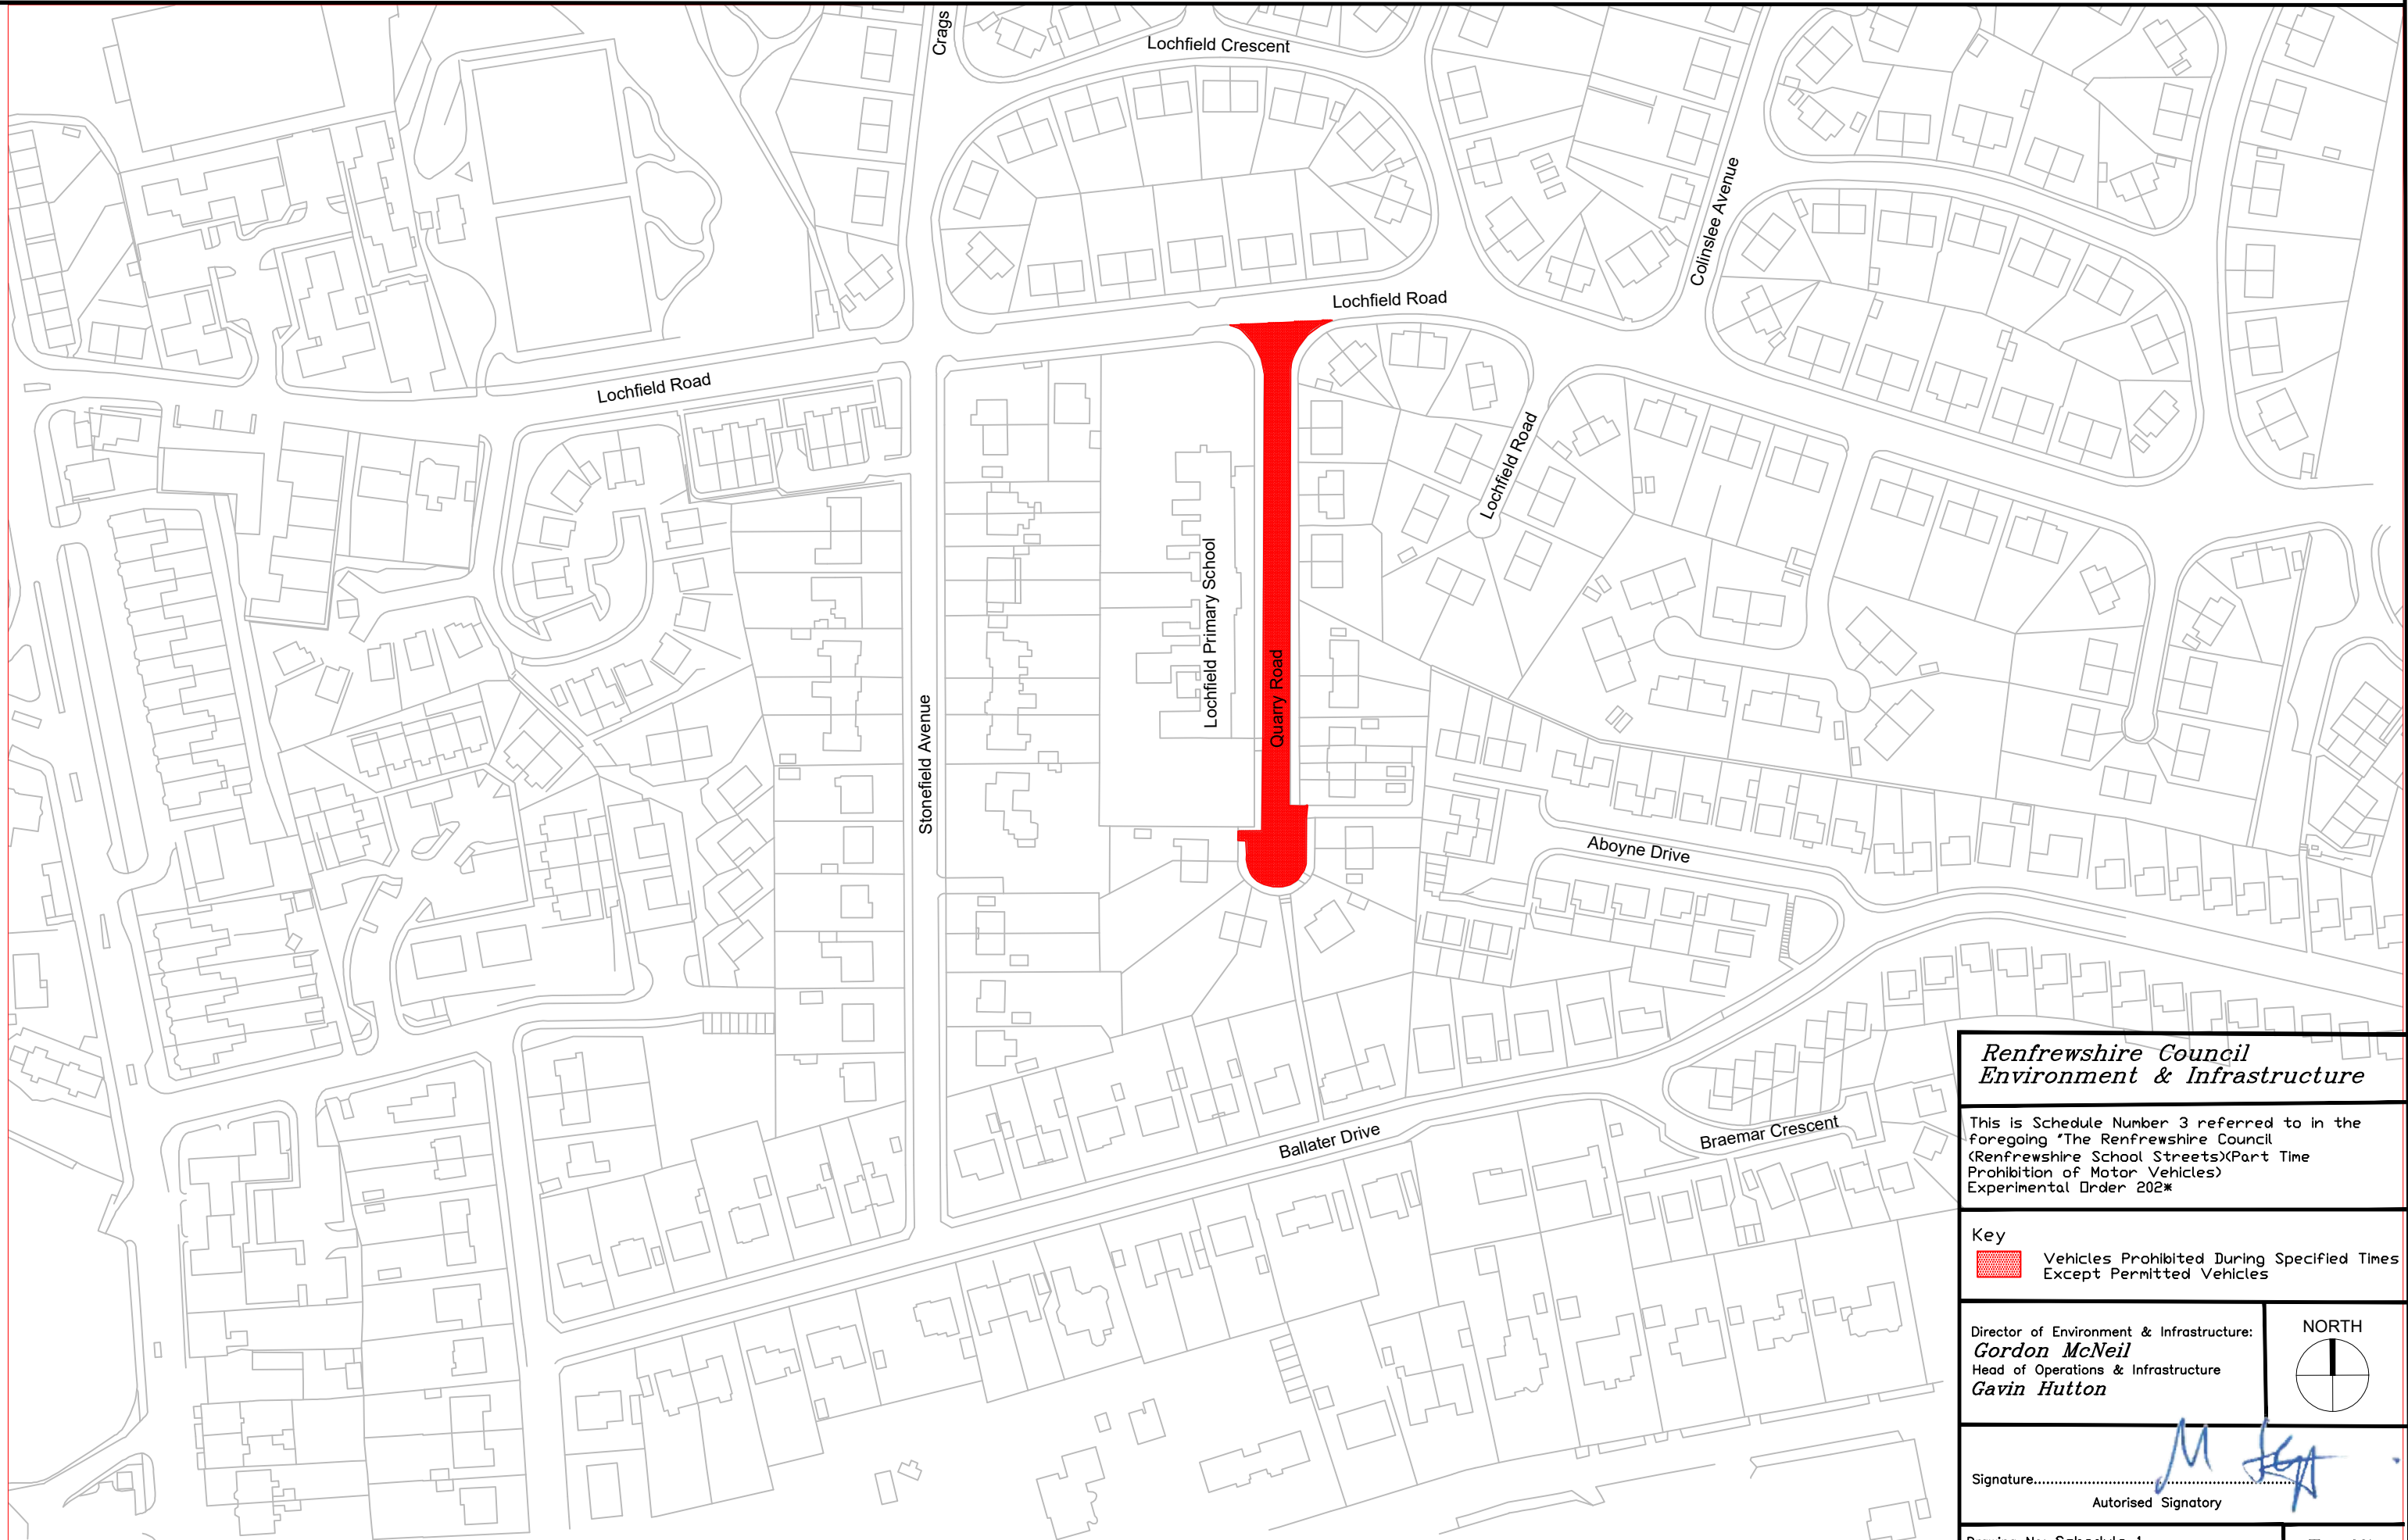 Crags
Lochfield Crescent
Colinslee Avenue
Lochfield Road
Lochfield Road
Lochfield Road
Lochfield Primary School
Quarry Road
Stonefield Avenue
Aboyne Drive
Ballater Drive
Braemar Crescent
Renfrewshire Council
Environment & Infrastructure
This is Schedule Number 3 referred to in the
foregoing "The Renfrewshire Council
(Renfrewshire School Streets)(Part Time
Prohibition of Motor Vehicles)
Experimental Order 202*
Key
Vehicles Prohibited During Specified Times
Except Permitted Vehicles
Director of Environment & Infrastructure:
Gordon McNeil
Head of Operations & Infrastructure
Gavin Hutton
NORTH
Signature
Autorised Signatory